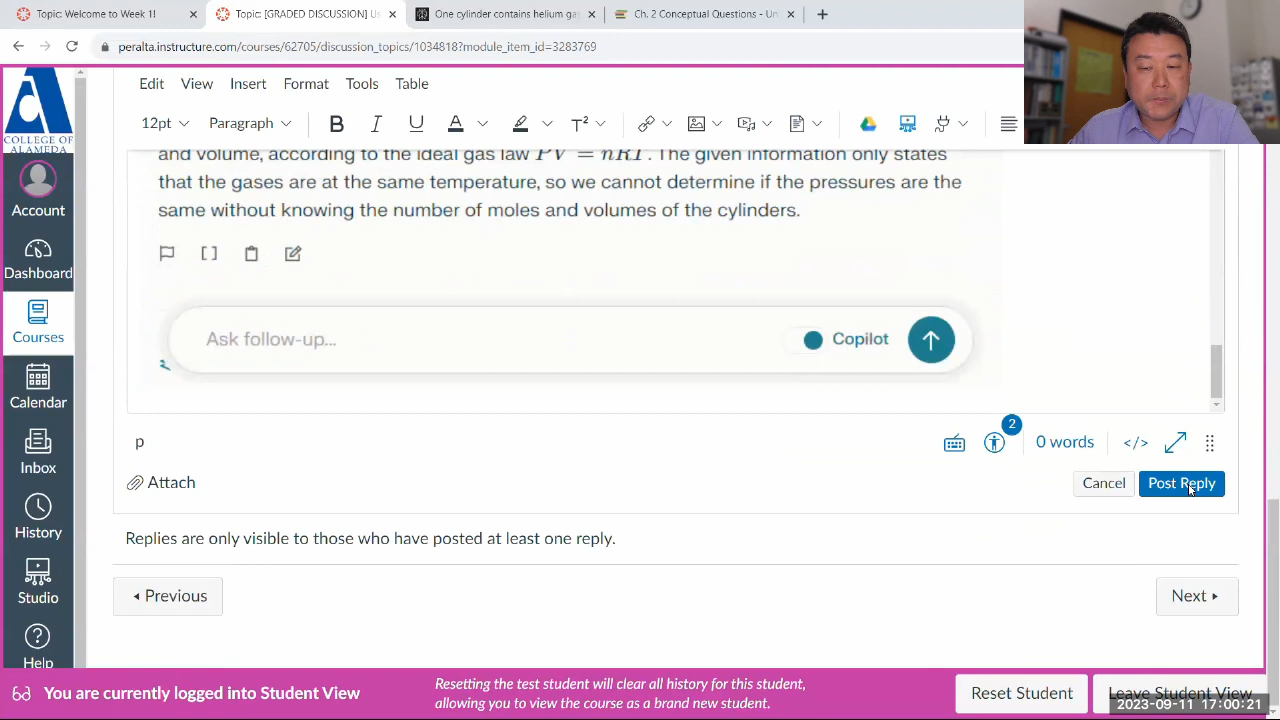 Topic: Welcome to Week 1!
Topic: [GRADED DISCUSSION] Us
One cylinder contains helium gas
Ch. 2 Conceptual Questions - Un
peralta.instructure.com/courses/62705/discussion_topics/1034818?module_item_id=3283769
COLLEGE OF ALAMEDA
Account
Dashboard
Courses
Calendar
Inbox
History
Studio
Help
Edit View Insert Format Tools Table
12pt Paragraph B I U A T²
and volume, according to the ideal gas law PV = nRT. The given information only states
that the gases are at the same temperature, so we cannot determine if the pressures are the
same without knowing the number of moles and volumes of the cylinders.
Ask follow-up... Copilot
p 2 0 words </>
Attach Cancel Post Reply
Replies are only visible to those who have posted at least one reply.
Previous Next
You are currently logged into Student View
Resetting the test student will clear all history for this student,
allowing you to view the course as a brand new student.
Reset Student Leave Student View
2023-09-11 17:00:21